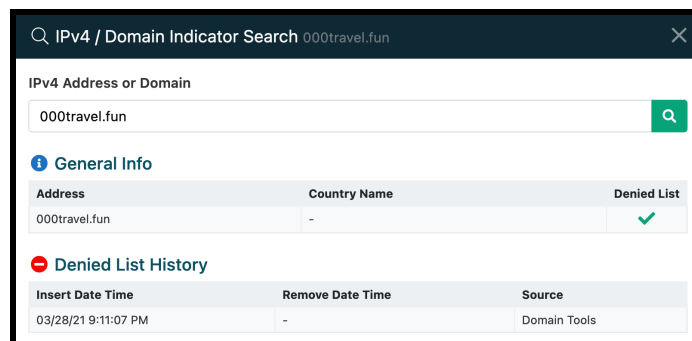 IPv4 / Domain Indicator Search 000travel.fun
IPv4 Address or Domain
000travel.fun
General Info
Address Country Name Denied List
000travel.fun -
Denied List History
Insert Date Time Remove Date Time Source
03/28/21 9:11:07 PM - Domain Tools